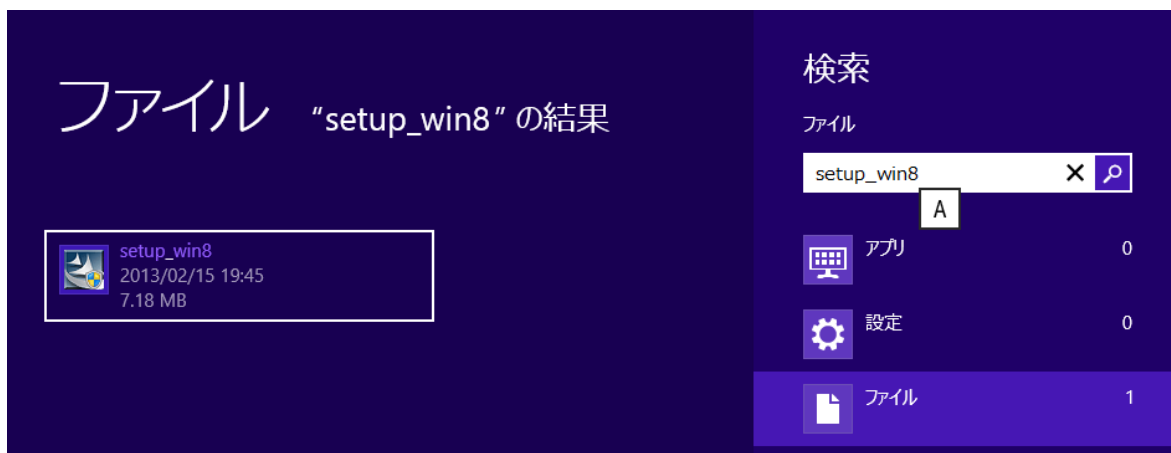 ファイル “setup_win8” の結果
setup_win8
2013/02/15 19:45
7.18 MB
検索
ファイル
setup_win8
A
アプリ 0
設定 0
ファイル 1